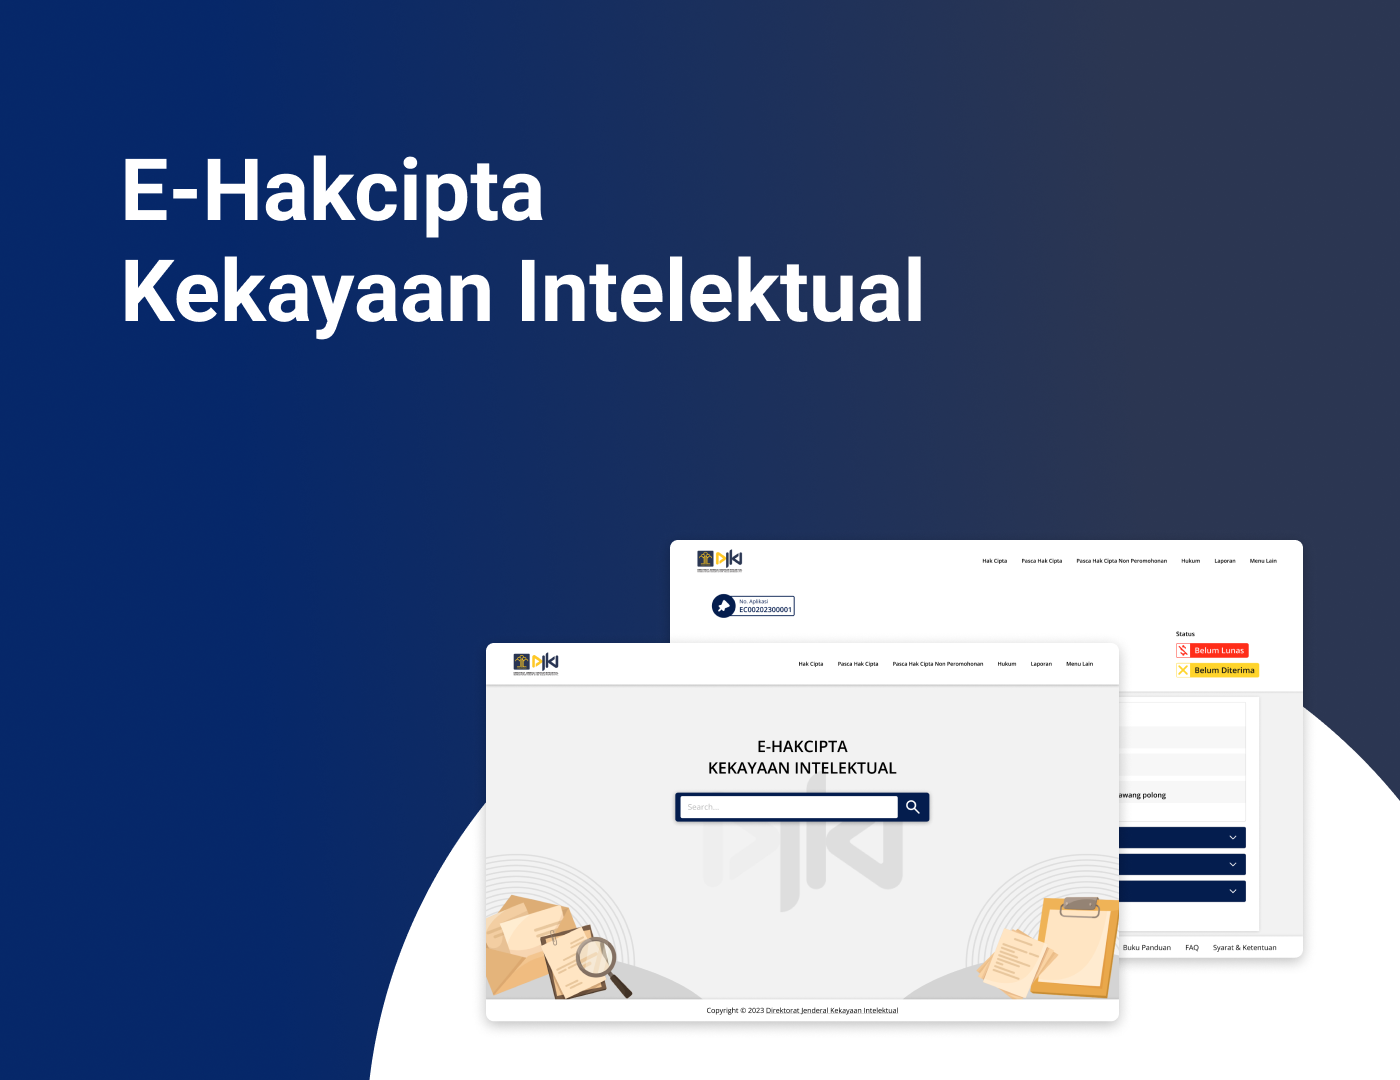 E-Hakcipta
Kekayaan Intelektual
Hak Cipta Pasca Hak Cipta Pasca Hak Cipta Non Peromohonan Hukum Laporan Menu Lain
No. Aplikasi
EC00202300001
Status
Belum Lunas
Belum Diterima
awang polong
Buku Panduan FAQ Syarat & Ketentuan
Hak Cipta Pasca Hak Cipta Pasca Hak Cipta Non Peromohonan Hukum Laporan Menu Lain
E-HAKCIPTA
KEKAYAAN INTELEKTUAL
Search...
Copyright © 2023 Direktorat Jenderal Kekayaan Intelektual